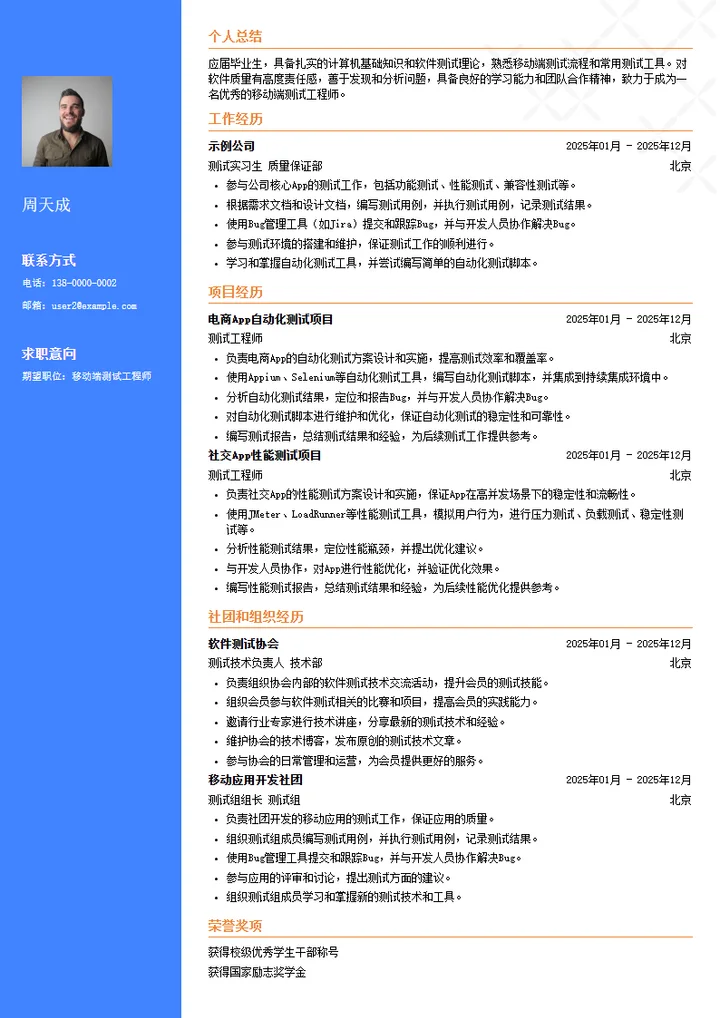 周天成
联系方式
电话：138-0000-0002
邮箱：user2@example.com
求职意向
期望职位：移动端测试工程师
个人总结
应届毕业生，具备扎实的计算机基础知识和软件测试理论，熟悉移动端测试流程和常用测试工具。对
软件质量有高度责任感，善于发现和分析问题，具备良好的学习能力和团队合作精神，致力于成为一
名优秀的移动端测试工程师。
工作经历
示例公司 2025年01月 - 2025年12月
测试实习生 质量保证部 北京
• 参与公司核心App的测试工作，包括功能测试、性能测试、兼容性测试等。
• 根据需求文档和设计文档，编写测试用例，并执行测试用例，记录测试结果。
• 使用Bug管理工具（如Jira）提交和跟踪Bug，并与开发人员协作解决Bug。
• 参与测试环境的搭建和维护，保证测试工作的顺利进行。
• 学习和掌握自动化测试工具，并尝试编写简单的自动化测试脚本。
项目经历
电商App自动化测试项目 2025年01月 - 2025年12月
测试工程师 北京
• 负责电商App的自动化测试方案设计和实施，提高测试效率和覆盖率。
• 使用Appium、Selenium等自动化测试工具，编写自动化测试脚本，并集成到持续集成环境中。
• 分析自动化测试结果，定位和报告Bug，并与开发人员协作解决Bug。
• 对自动化测试脚本进行维护和优化，保证自动化测试的稳定性和可靠性。
• 编写测试报告，总结测试结果和经验，为后续测试工作提供参考。
社交App性能测试项目 2025年01月 - 2025年12月
测试工程师 北京
• 负责社交App的性能测试方案设计和实施，保证App在高并发场景下的稳定性和流畅性。
• 使用JMeter、LoadRunner等性能测试工具，模拟用户行为，进行压力测试、负载测试、稳定性测
试等。
• 分析性能测试结果，定位性能瓶颈，并提出优化建议。
• 与开发人员协作，对App进行性能优化，并验证优化效果。
• 编写性能测试报告，总结测试结果和经验，为后续性能优化提供参考。
社团和组织经历
软件测试协会 2025年01月 - 2025年12月
测试技术负责人 技术部 北京
• 负责组织协会内部的软件测试技术交流活动，提升会员的测试技能。
• 组织会员参与软件测试相关的比赛和项目，提高会员的实践能力。
• 邀请行业专家进行技术讲座，分享最新的测试技术和经验。
• 维护协会的技术博客，发布原创的测试技术文章。
• 参与协会的日常管理和运营，为会员提供更好的服务。
移动应用开发社团 2025年01月 - 2025年12月
测试组组长 测试组 北京
• 负责社团开发的移动应用的测试工作，保证应用的质量。
• 组织测试组成员编写测试用例，并执行测试用例，记录测试结果。
• 使用Bug管理工具提交和跟踪Bug，并与开发人员协作解决Bug。
• 参与应用的评审和讨论，提出测试方面的建议。
• 组织测试组成员学习和掌握新的测试技术和工具。
荣誉奖项
获得校级优秀学生干部称号
获得国家励志奖学金